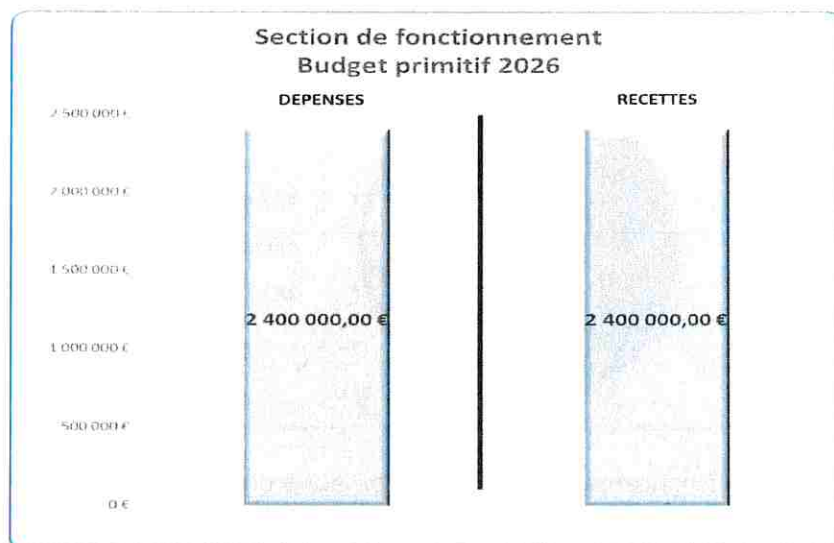 Section de fonctionnement
Budget primitif 2026
DEPENSES
RECETTES
2 500 000 €
2 000 000 €
1 500 000 €
2 400 000,00 €
2 400 000,00 €
1 000 000 €
500 000 €
0 €